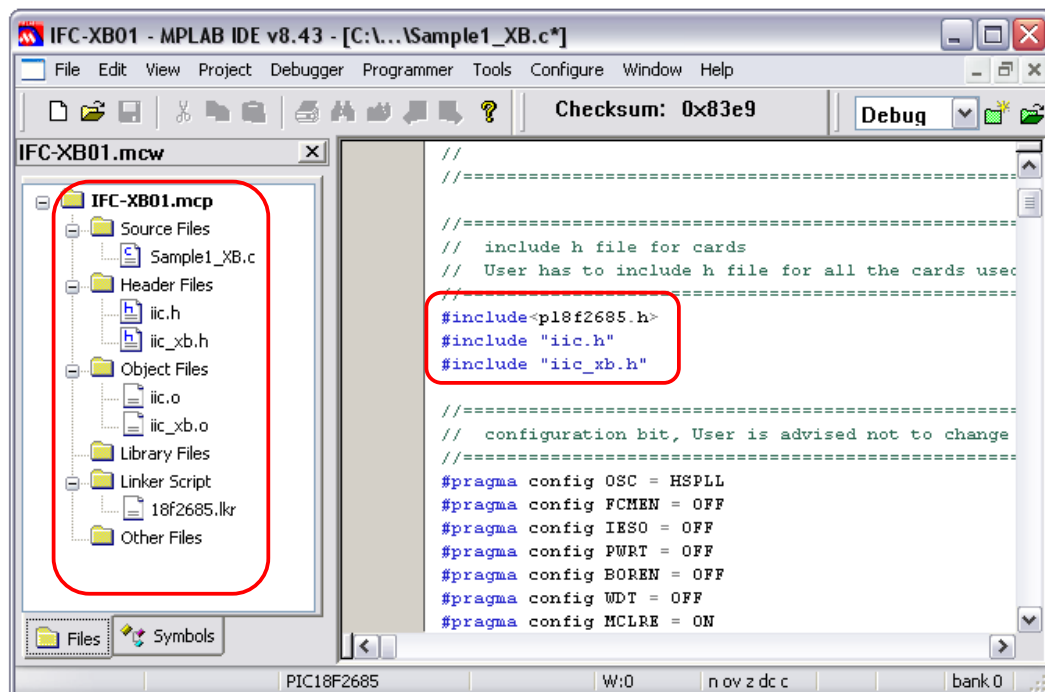 IFC-XB01 - MPLAB IDE v8.43 - [C:\...\Sample1_XB.c*]
File Edit View Project Debugger Programmer Tools Configure Window Help
Checksum: 0x83e9
Debug
IFC-XB01.mcw
IFC-XB01.mcp
Source Files
Sample1_XB.c
Header Files
iic.h
iic_xb.h
Object Files
iic.o
iic_xb.o
Library Files
Linker Script
18f2685.lkr
Other Files
Files
Symbols
//
//==================================================
//==================================================
// include h file for cards
// User has to include h file for all the cards used
//==================================================
#include<p18f2685.h>
#include "iic.h"
#include "iic_xb.h"
//==================================================
// configuration bit, User is advised not to change
//==================================================
#pragma config OSC = HSPLL
#pragma config FCMEN = OFF
#pragma config IESO = OFF
#pragma config PWRT = OFF
#pragma config BOREN = OFF
#pragma config WDT = OFF
#pragma config MCLRE = ON
PIC18F2685 W:0 n ov z dc c bank 0